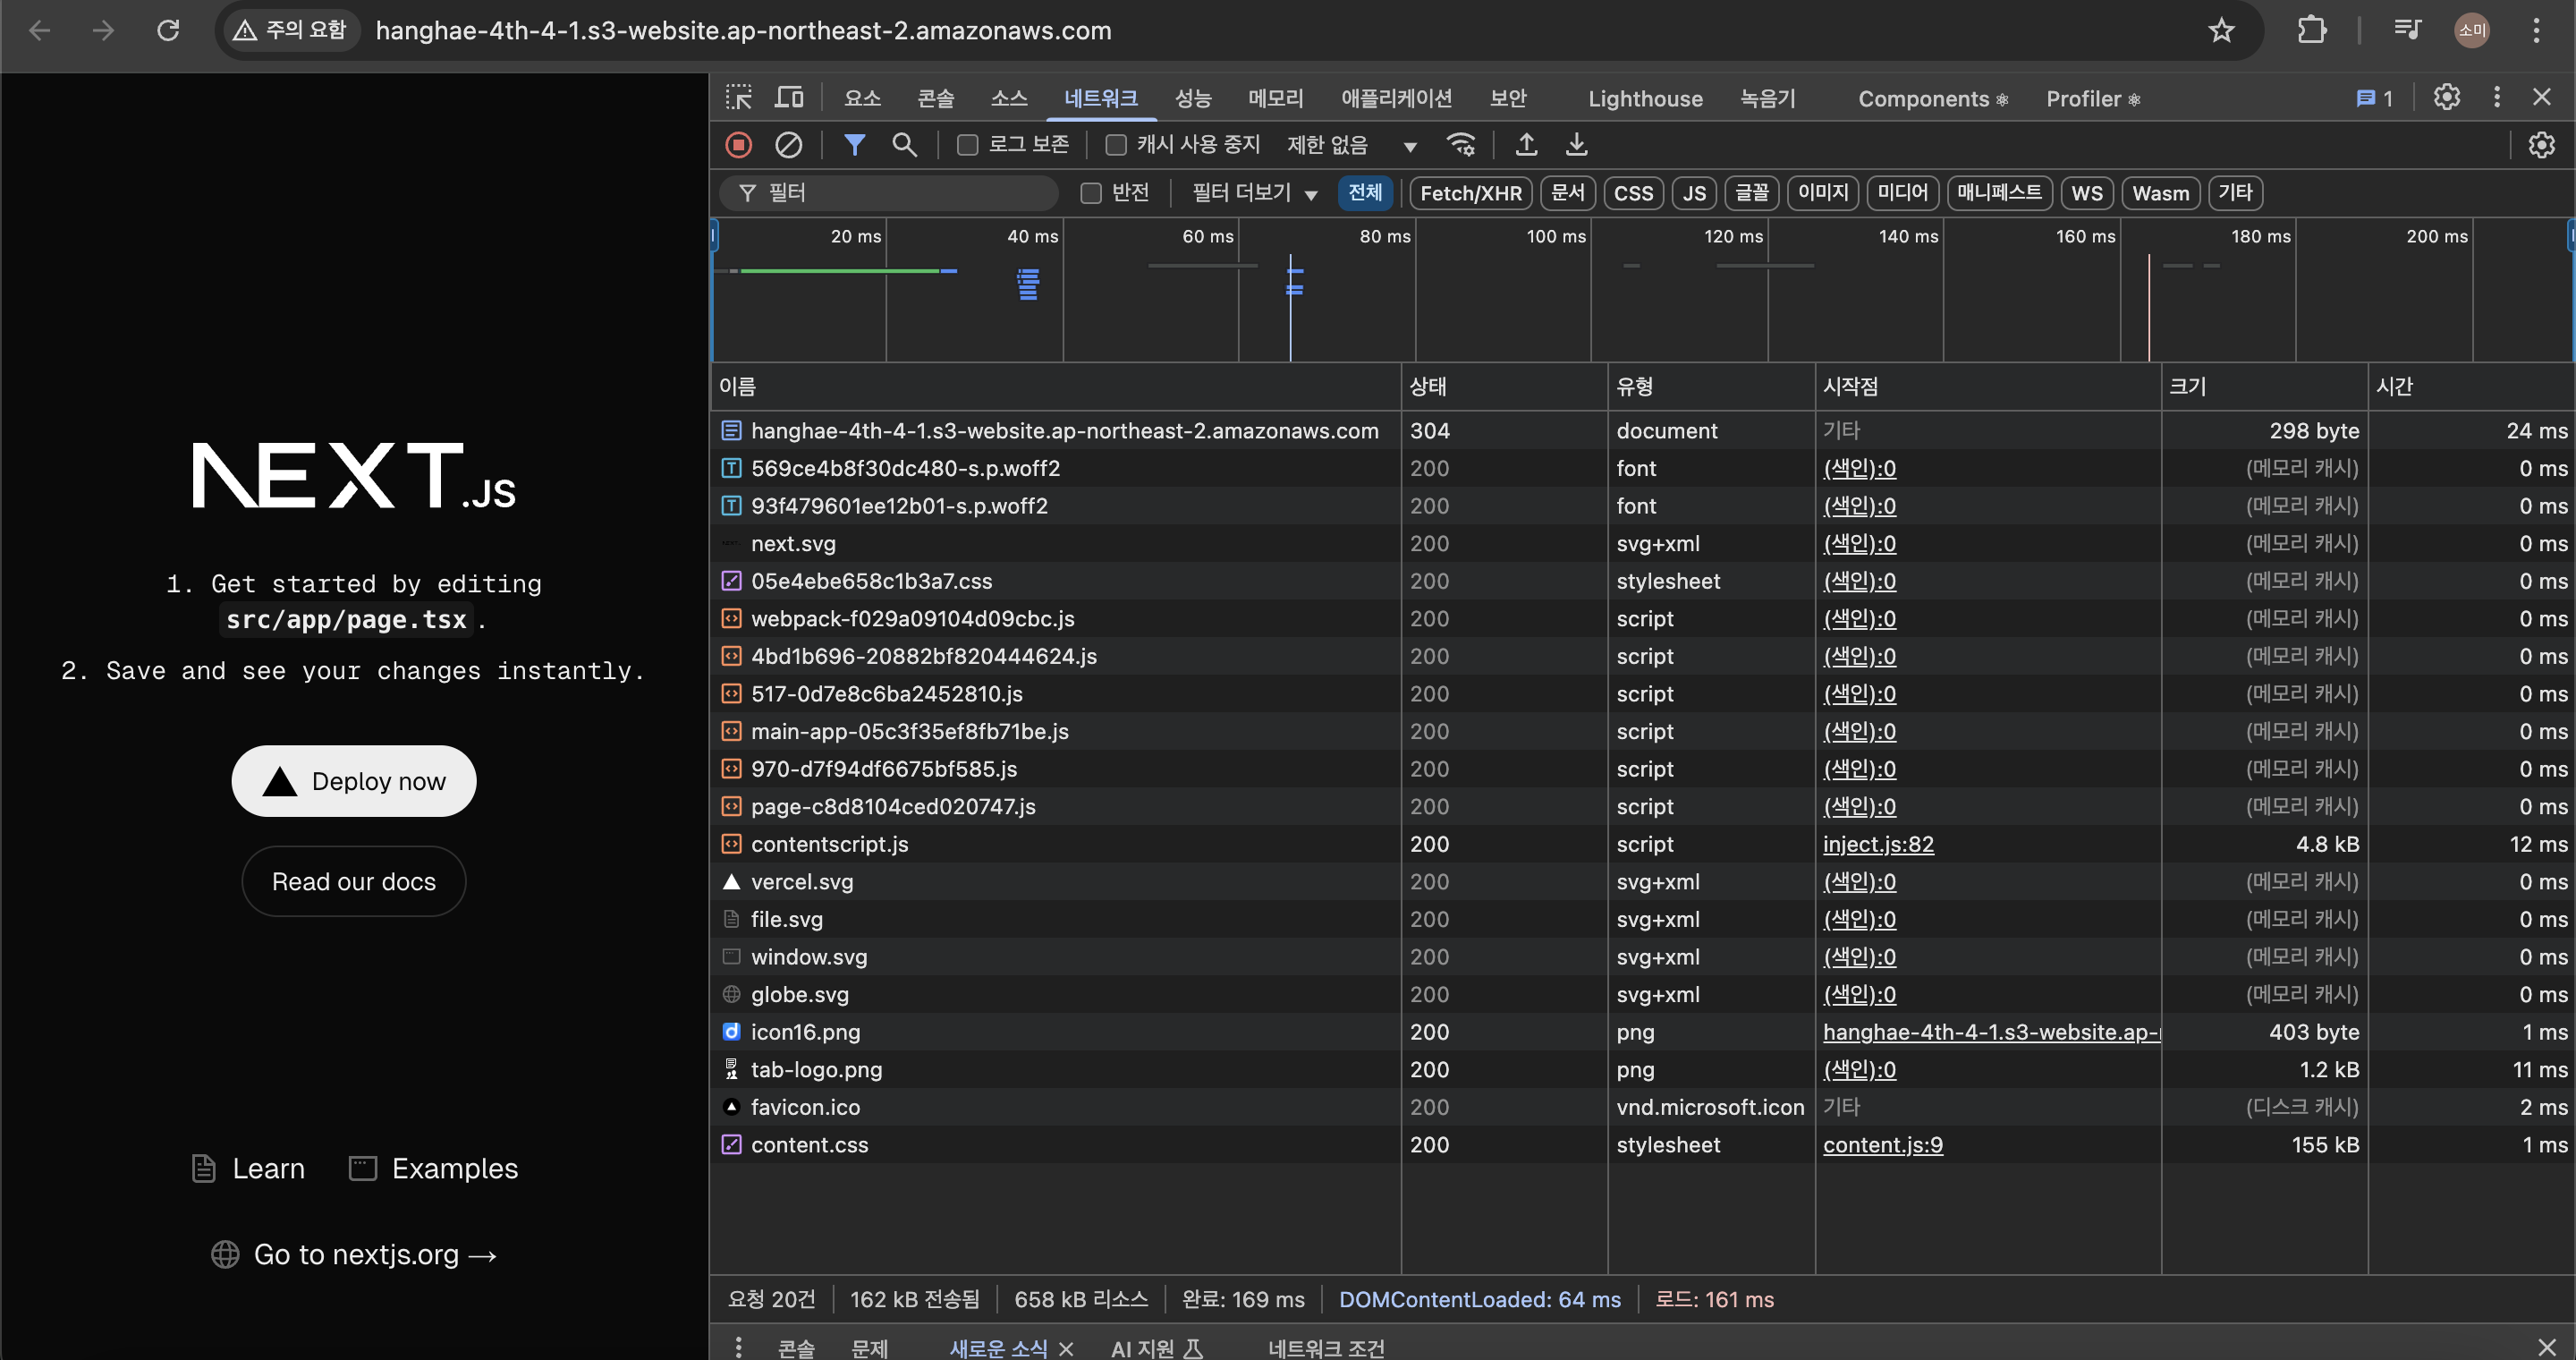 주의 요함 hanghae-4th-4-1.s3-website.ap-northeast-2.amazonaws.com 소미
NEXT.JS
1. Get started by editing
src/app/page.tsx.
2. Save and see your changes instantly.
Deploy now
Read our docs
Learn Examples
Go to nextjs.org →
요소 콘솔 소스 네트워크 성능 메모리 애플리케이션 보안 Lighthouse 녹음기 Components ⚛ Profiler ⚛ 1
로그 보존 캐시 사용 중지 제한 없음
필터 반전 필터 더보기 전체 Fetch/XHR 문서 CSS JS 글꼴 이미지 미디어 매니페스트 WS Wasm 기타
20 ms 40 ms 60 ms 80 ms 100 ms 120 ms 140 ms 160 ms 180 ms 200 ms
이름 상태 유형 시작점 크기 시간
hanghae-4th-4-1.s3-website.ap-northeast-2.amazonaws.com 304 document 기타 298 byte 24 ms
569ce4b8f30dc480-s.p.woff2 200 font (색인):0 (메모리 캐시) 0 ms
93f479601ee12b01-s.p.woff2 200 font (색인):0 (메모리 캐시) 0 ms
next.svg 200 svg+xml (색인):0 (메모리 캐시) 0 ms
05e4ebe658c1b3a7.css 200 stylesheet (색인):0 (메모리 캐시) 0 ms
webpack-f029a09104d09cbc.js 200 script (색인):0 (메모리 캐시) 0 ms
4bd1b696-20882bf820444624.js 200 script (색인):0 (메모리 캐시) 0 ms
517-0d7e8c6ba2452810.js 200 script (색인):0 (메모리 캐시) 0 ms
main-app-05c3f35ef8fb71be.js 200 script (색인):0 (메모리 캐시) 0 ms
970-d7f94df6675bf585.js 200 script (색인):0 (메모리 캐시) 0 ms
page-c8d8104ced020747.js 200 script (색인):0 (메모리 캐시) 0 ms
contentscript.js 200 script inject.js:82 4.8 kB 12 ms
vercel.svg 200 svg+xml (색인):0 (메모리 캐시) 0 ms
file.svg 200 svg+xml (색인):0 (메모리 캐시) 0 ms
window.svg 200 svg+xml (색인):0 (메모리 캐시) 0 ms
globe.svg 200 svg+xml (색인):0 (메모리 캐시) 0 ms
icon16.png 200 png hanghae-4th-4-1.s3-website.ap- 403 byte 1 ms
tab-logo.png 200 png (색인):0 1.2 kB 11 ms
favicon.ico 200 vnd.microsoft.icon 기타 (디스크 캐시) 2 ms
content.css 200 stylesheet content.js:9 155 kB 1 ms
요청 20건 162 kB 전송됨 658 kB 리소스 완료: 169 ms DOMContentLoaded: 64 ms 로드: 161 ms
콘솔 문제 새로운 소식 AI 지원 네트워크 조건